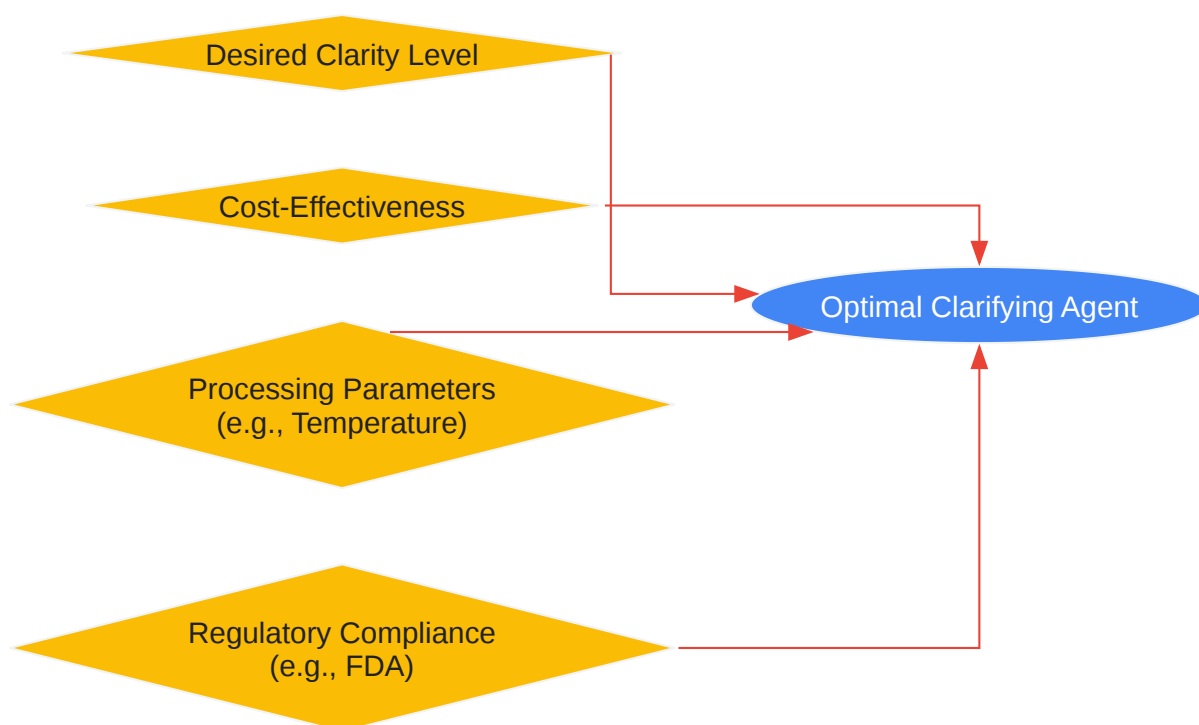 Desired Clarity Level
Cost-Effectiveness
Optimal Clarifying Agent
Processing Parameters
(e.g., Temperature)
Regulatory Compliance
(e.g., FDA)